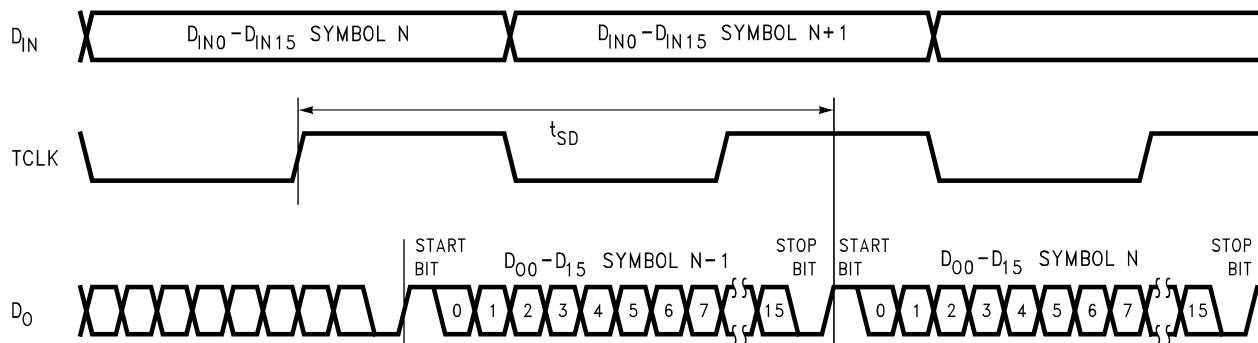 D_IN D_IN0-D_IN15 SYMBOL N D_IN0-D_IN15 SYMBOL N+1
t_SD
TCLK
START BIT D_O0-D_15 SYMBOL N-1 STOP BIT START BIT D_O0-D_15 SYMBOL N STOP BIT
D_O 0 1 2 3 4 5 6 7 15 0 1 2 3 4 5 6 7 15